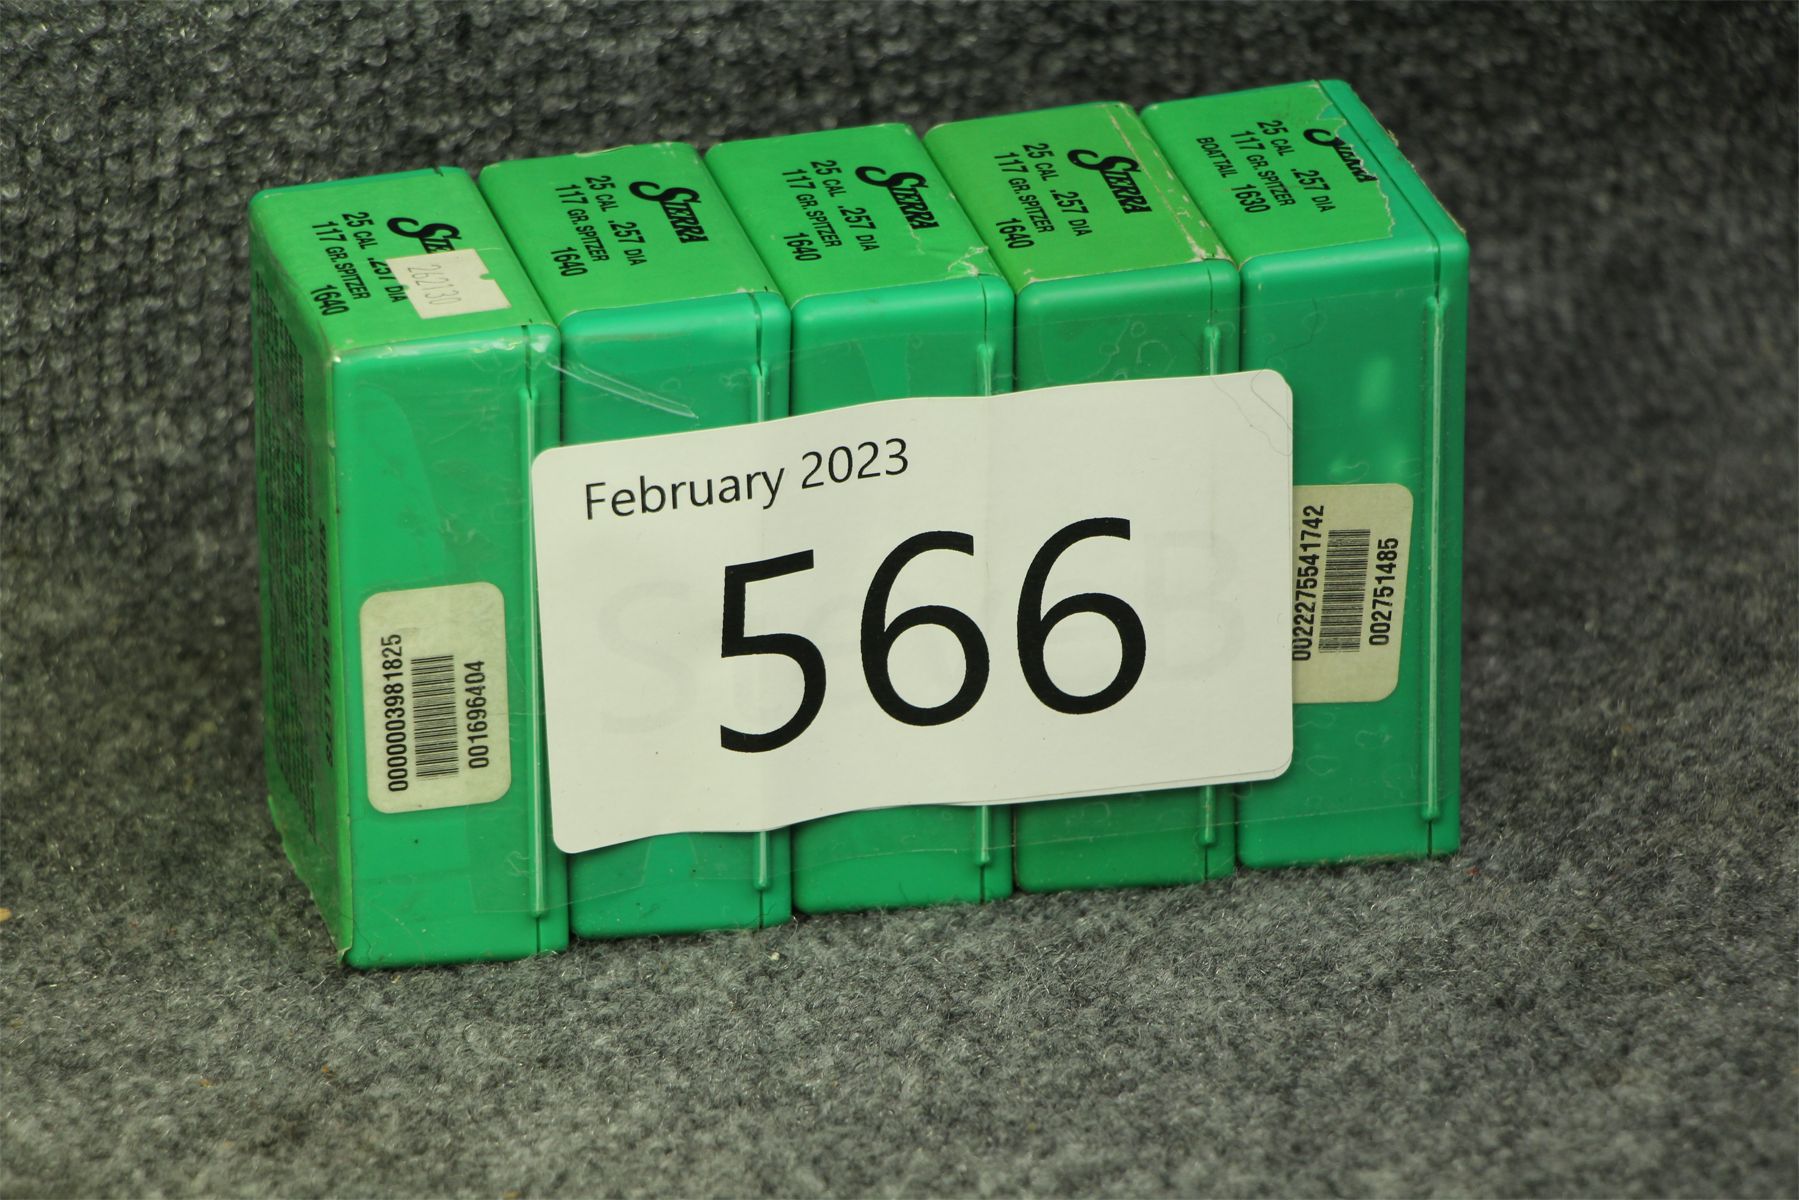 SIERRA
25 CAL .257 DIA
117 GR. SPITZER
1640
262130
SIERRA
25 CAL .257 DIA
117 GR. SPITZER
1640
SIERRA
25 CAL .257 DIA
117 GR. SPITZER
1640
SIERRA
25 CAL .257 DIA
117 GR. SPITZER
1640
SIERRA
25 CAL .257 DIA
117 GR. SPITZER
BOATTAIL 1630
February 2023
566
0000003981825
001696404
0022275541742
002751485